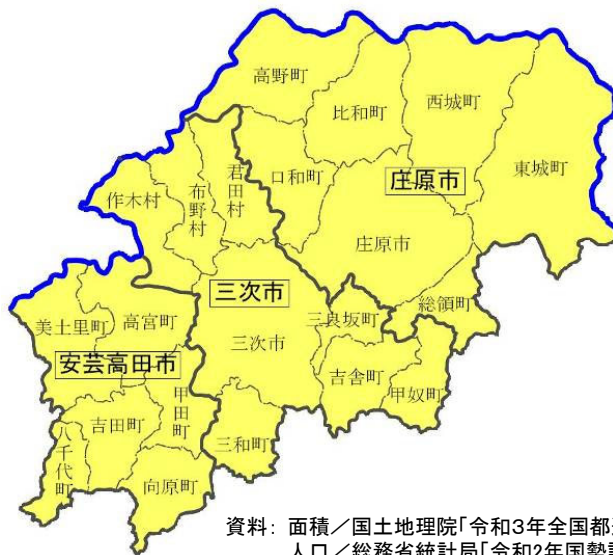 高野町
比和町
西城町
東城町
口和町
君田村
布野村
作木村
庄原市
庄原市
総領町
三次市
三次市
三良坂町
吉舎町
甲奴町
三和町
美土里町
高宮町
安芸高田市
甲田町
吉田町
八千代町
向原町
資料: 面積／国土地理院「令和3年全国都
人口／総務省統計局「令和2年国勢